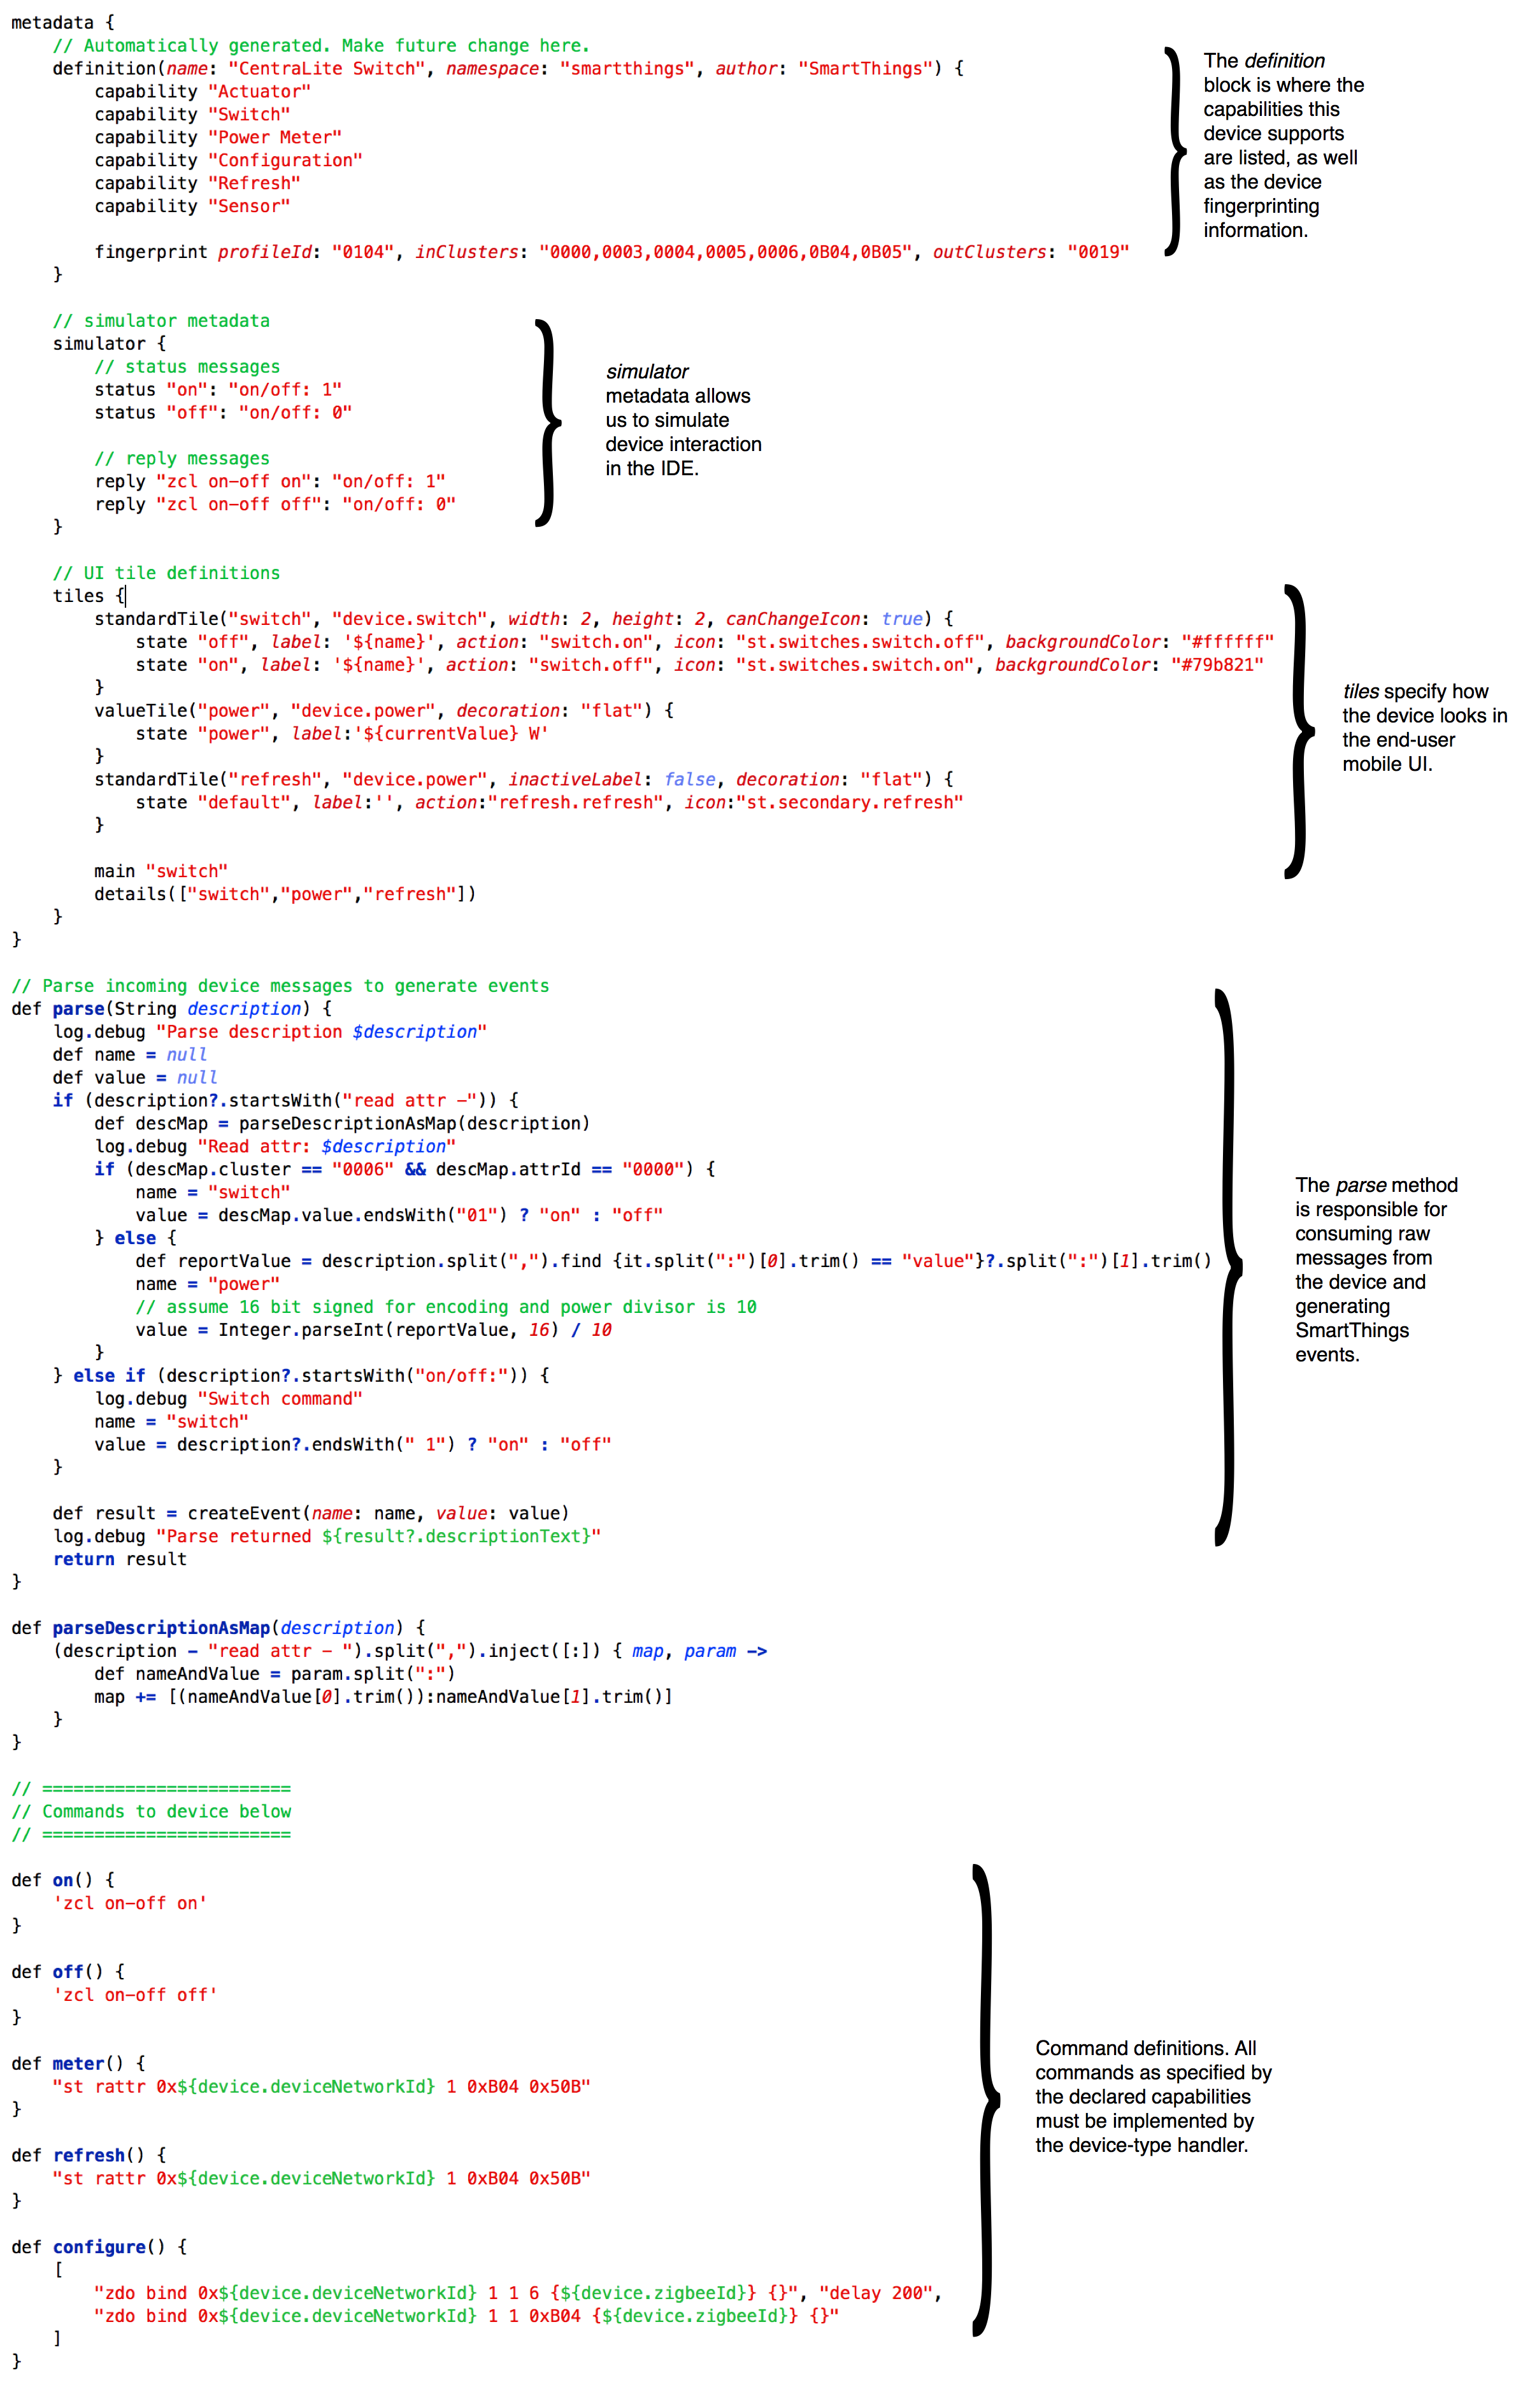 metadata {
    // Automatically generated. Make future change here.
    definition(name: "CentraLite Switch", namespace: "smartthings", author: "SmartThings") {
        capability "Actuator"
        capability "Switch"
        capability "Power Meter"
        capability "Configuration"
        capability "Refresh"
        capability "Sensor"

        fingerprint profileId: "0104", inClusters: "0000,0003,0004,0005,0006,0B04,0B05", outClusters: "0019"
    }
The definition
block is where the
capabilities this
device supports
are listed, as well
as the device
fingerprinting
information.

    // simulator metadata
    simulator {
        // status messages
        status "on": "on/off: 1"
        status "off": "on/off: 0"

        // reply messages
        reply "zcl on-off on": "on/off: 1"
        reply "zcl on-off off": "on/off: 0"
    }
simulator
metadata allows
us to simulate
device interaction
in the IDE.

    // UI tile definitions
    tiles {
        standardTile("switch", "device.switch", width: 2, height: 2, canChangeIcon: true) {
            state "off", label: '${name}', action: "switch.on", icon: "st.switches.switch.off", backgroundColor: "#ffffff"
            state "on", label: '${name}', action: "switch.off", icon: "st.switches.switch.on", backgroundColor: "#79b821"
        }
        valueTile("power", "device.power", decoration: "flat") {
            state "power", label:'${currentValue} W'
        }
        standardTile("refresh", "device.power", inactiveLabel: false, decoration: "flat") {
            state "default", label:'', action:"refresh.refresh", icon:"st.secondary.refresh"
        }

        main "switch"
        details(["switch","power","refresh"])
    }
}
tiles specify how
the device looks in
the end-user
mobile UI.

// Parse incoming device messages to generate events
def parse(String description) {
    log.debug "Parse description $description"
    def name = null
    def value = null
    if (description?.startsWith("read attr -")) {
        def descMap = parseDescriptionAsMap(description)
        log.debug "Read attr: $description"
        if (descMap.cluster == "0006" && descMap.attrId == "0000") {
            name = "switch"
            value = descMap.value.endsWith("01") ? "on" : "off"
        } else {
            def reportValue = description.split(",").find {it.split(":")[0].trim() == "value"}?.split(":")[1].trim()
            name = "power"
            // assume 16 bit signed for encoding and power divisor is 10
            value = Integer.parseInt(reportValue, 16) / 10
        }
    } else if (description?.startsWith("on/off:")) {
        log.debug "Switch command"
        name = "switch"
        value = description?.endsWith(" 1") ? "on" : "off"
    }

    def result = createEvent(name: name, value: value)
    log.debug "Parse returned ${result?.descriptionText}"
    return result
}
The parse method
is responsible for
consuming raw
messages from
the device and
generating
SmartThings
events.

def parseDescriptionAsMap(description) {
    (description - "read attr - ").split(",").inject([:]) { map, param ->
        def nameAndValue = param.split(":")
        map += [(nameAndValue[0].trim()):nameAndValue[1].trim()]
    }
}

// ========================
// Commands to device below
// ========================

def on() {
    'zcl on-off on'
}

def off() {
    'zcl on-off off'
}

def meter() {
    "st rattr 0x${device.deviceNetworkId} 1 0xB04 0x50B"
}

def refresh() {
    "st rattr 0x${device.deviceNetworkId} 1 0xB04 0x50B"
}

def configure() {
    [
        "zdo bind 0x${device.deviceNetworkId} 1 1 6 {${device.zigbeeId}} {}", "delay 200",
        "zdo bind 0x${device.deviceNetworkId} 1 1 0xB04 {${device.zigbeeId}} {}"
    ]
}
Command definitions. All
commands as specified by
the declared capabilities
must be implemented by
the device-type handler.